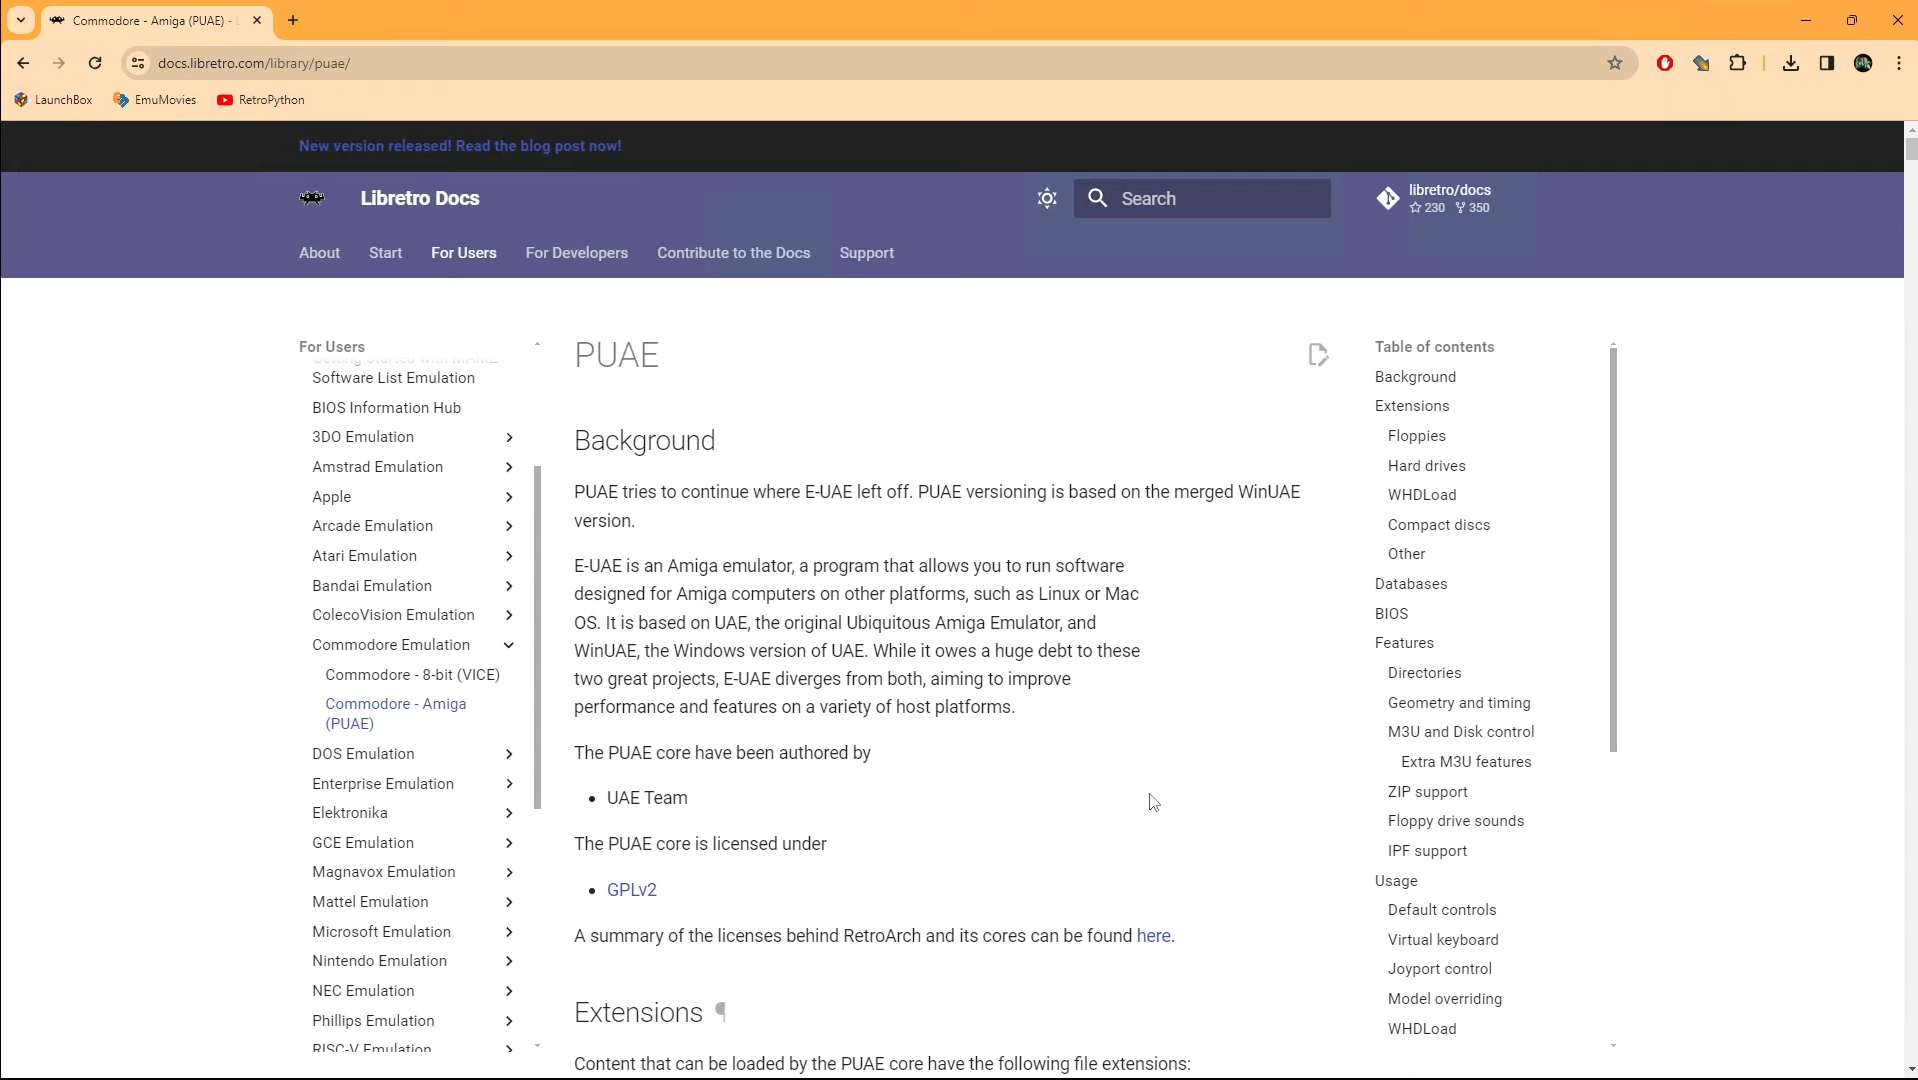 Commodore - Amiga (PUAE) -
docs.libretro.com/library/puae/
LaunchBox
EmuMovies
RetroPython
New version released! Read the blog post now!
Libretro Docs
Search
libretro/docs
230 350
About
Start
For Users
For Developers
Contribute to the Docs
Support
For Users
Getting Started with MAME
Software List Emulation
BIOS Information Hub
3DO Emulation
Amstrad Emulation
Apple
Arcade Emulation
Atari Emulation
Bandai Emulation
ColecoVision Emulation
Commodore Emulation
Commodore - 8-bit (VICE)
Commodore - Amiga
(PUAE)
DOS Emulation
Enterprise Emulation
Elektronika
GCE Emulation
Magnavox Emulation
Mattel Emulation
Microsoft Emulation
Nintendo Emulation
NEC Emulation
Phillips Emulation
RISC-V Emulation
PUAE
Background
PUAE tries to continue where E-UAE left off. PUAE versioning is based on the merged WinUAE
version.
E-UAE is an Amiga emulator, a program that allows you to run software
designed for Amiga computers on other platforms, such as Linux or Mac
OS. It is based on UAE, the original Ubiquitous Amiga Emulator, and
WinUAE, the Windows version of UAE. While it owes a huge debt to these
two great projects, E-UAE diverges from both, aiming to improve
performance and features on a variety of host platforms.
The PUAE core have been authored by
• UAE Team
The PUAE core is licensed under
• GPLv2
A summary of the licenses behind RetroArch and its cores can be found here.
Extensions ¶
Content that can be loaded by the PUAE core have the following file extensions:
Table of contents
Background
Extensions
Floppies
Hard drives
WHDLoad
Compact discs
Other
Databases
BIOS
Features
Directories
Geometry and timing
M3U and Disk control
Extra M3U features
ZIP support
Floppy drive sounds
IPF support
Usage
Default controls
Virtual keyboard
Joyport control
Model overriding
WHDLoad